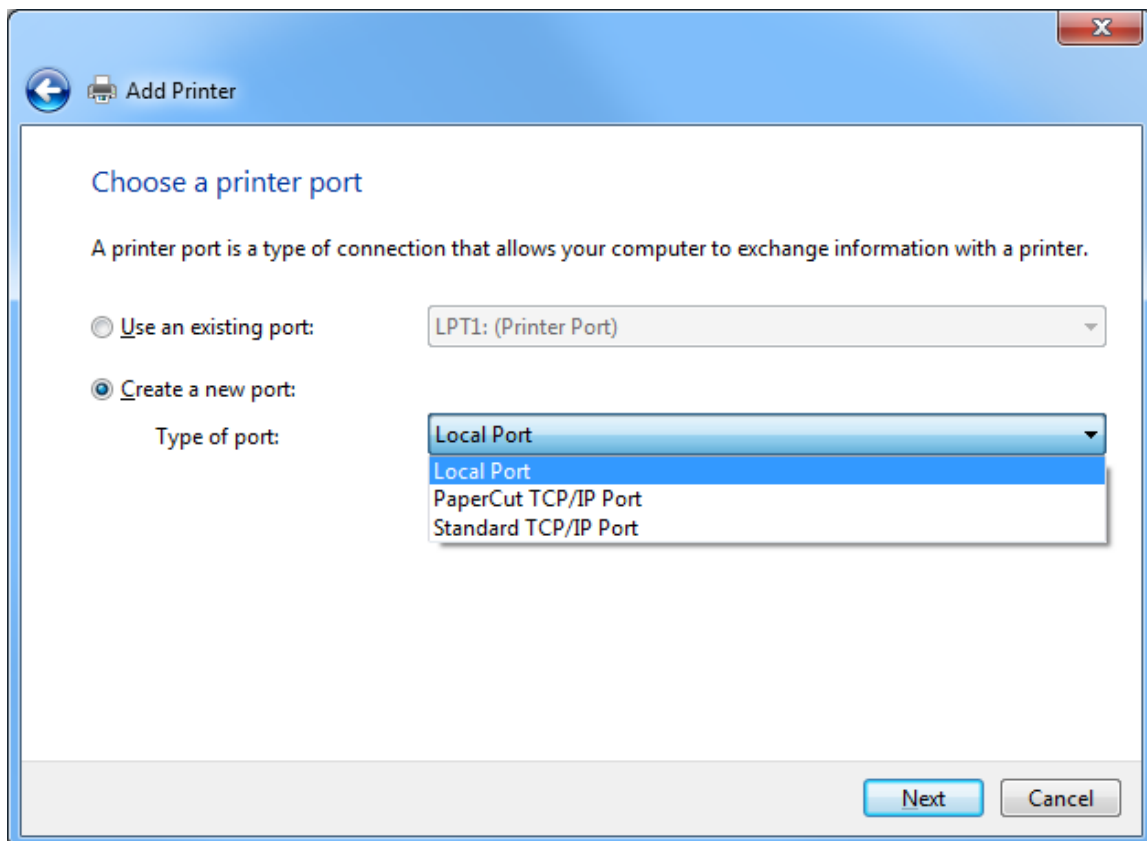 Add Printer
Choose a printer port
A printer port is a type of connection that allows your computer to exchange information with a printer.
Use an existing port: LPT1: (Printer Port)
Create a new port:
Type of port: Local Port
Local Port
PaperCut TCP/IP Port
Standard TCP/IP Port
Next Cancel